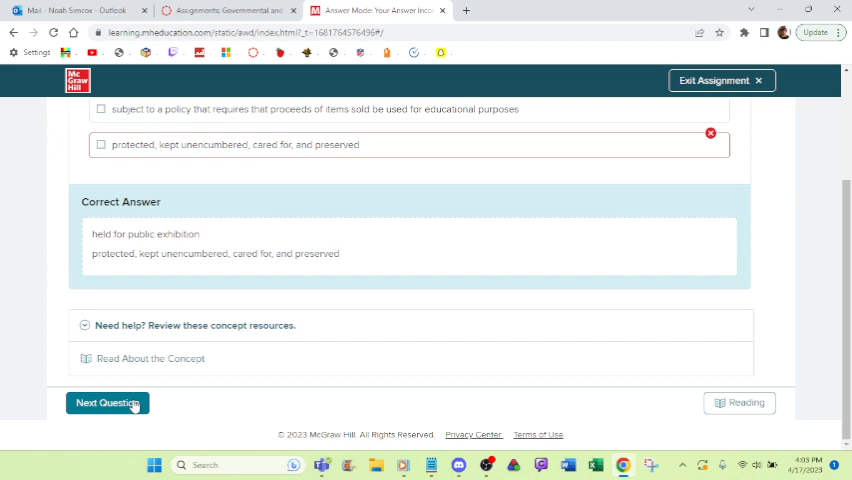 Mail - Noah Simcox - Outlook
Assignments: Governmental and
Answer Mode: Your Answer Inco
learning.mheducation.com/static/awd/index.html?_t=1681764576496#/
Update
Settings
Mc
Graw
Hill
Exit Assignment
subject to a policy that requires that proceeds of items sold be used for educational purposes
protected, kept unencumbered, cared for, and preserved
Correct Answer
held for public exhibition
protected, kept unencumbered, cared for, and preserved
Need help? Review these concept resources.
Read About the Concept
Next Question
Reading
© 2023 McGraw Hill. All Rights Reserved. Privacy Center Terms of Use
Search
4:03 PM
4/17/2023